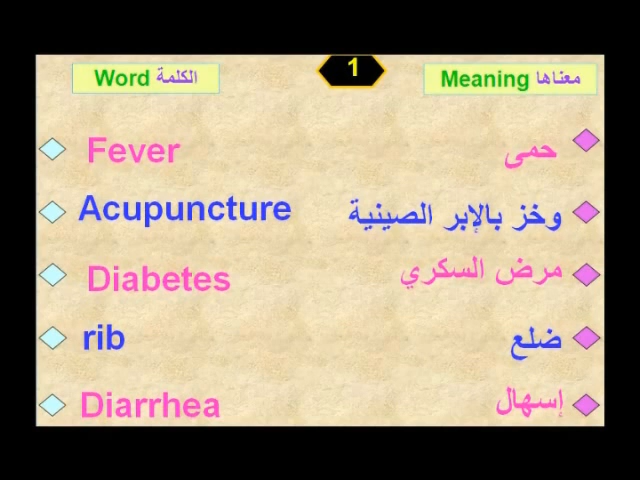 Word الكلمة
1
Meaning معناها
Fever حمى
Acupuncture وخز بالإبر الصينية
Diabetes مرض السكري
rib ضلع
Diarrhea إسهال